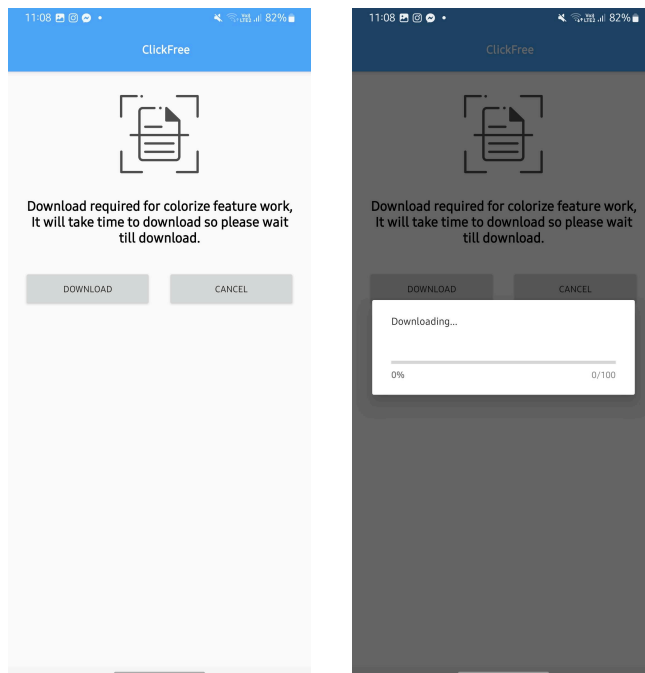 11:08
82%
ClickFree
Download required for colorize feature work,
It will take time to download so please wait
till download.
DOWNLOAD
CANCEL
11:08
82%
ClickFree
Download required for colorize feature work,
It will take time to download so please wait
till download.
DOWNLOAD
CANCEL
Downloading...
0%
0/100